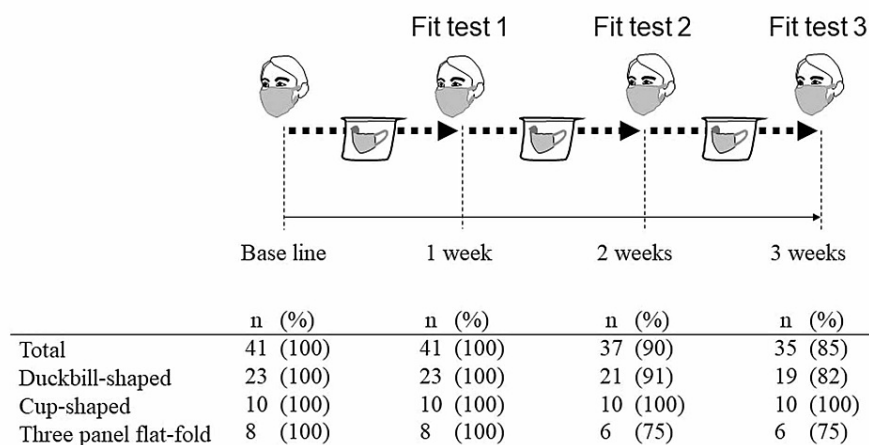 Fit test 1 Fit test 2 Fit test 3
Base line 1 week 2 weeks 3 weeks
n (%) n (%) n (%) n (%)
Total 41 (100) 41 (100) 37 (90) 35 (85)
Duckbill-shaped 23 (100) 23 (100) 21 (91) 19 (82)
Cup-shaped 10 (100) 10 (100) 10 (100) 10 (100)
Three panel flat-fold 8 (100) 8 (100) 6 (75) 6 (75)